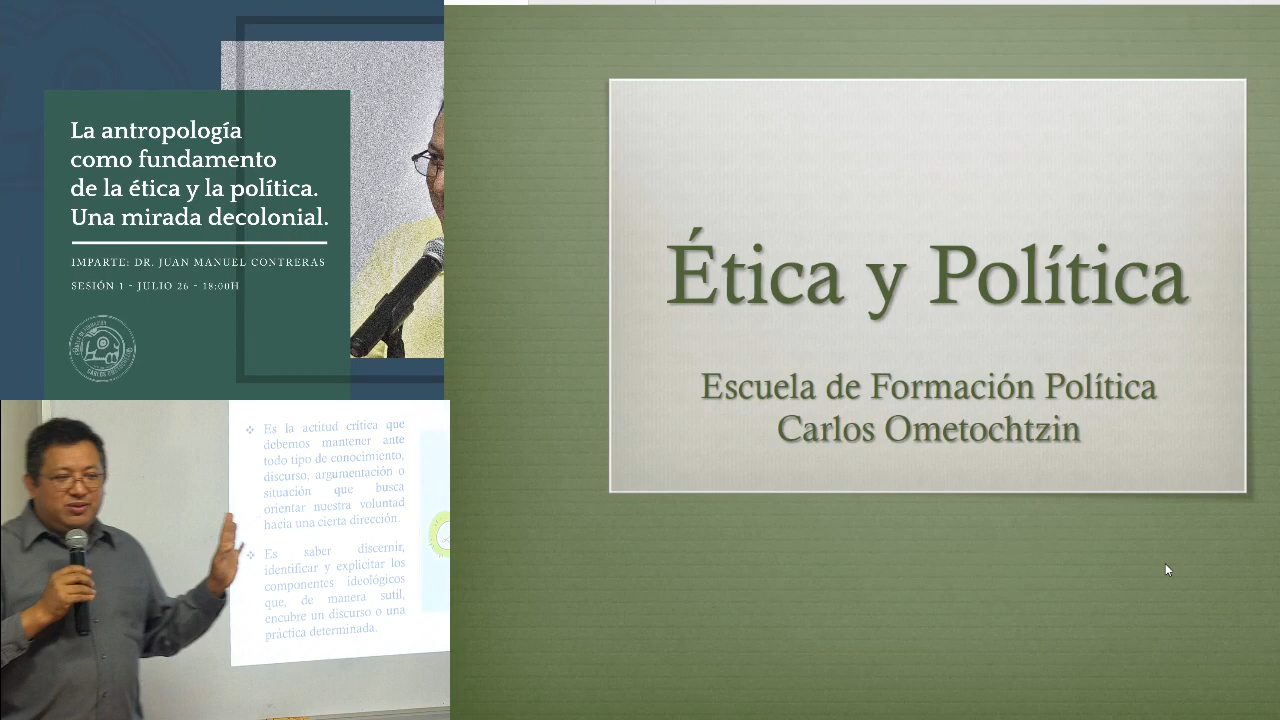 La antropología
como fundamento
de la ética y la política.
Una mirada decolonial.
IMPARTE: DR. JUAN MANUEL CONTRERAS
SESIÓN 1 - JULIO 26 - 18:00H
Ética y Política
Escuela de Formación Política
Carlos Ometochtzin
❖ Es la actitud crítica que
debemos mantener ante
todo tipo de conocimiento,
discurso, argumentación o
situación que busca
orientar nuestra voluntad
hacia una cierta dirección.
❖ Es saber discernir,
identificar y explicitar los
componentes ideológicos
que, de manera sutil,
encubre un discurso o una
práctica determinada.